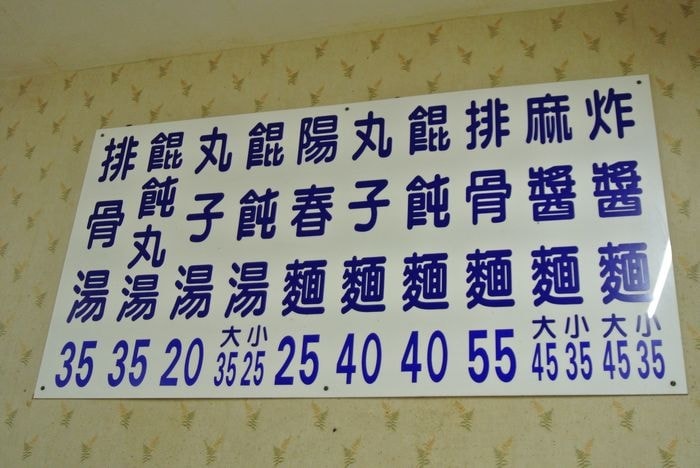 炸醬麵 大45 小35
麻醬麵 大45 小35
排骨麵 55
餛飩麵 40
丸子麵 40
陽春麵 25
餛飩湯 大35 小25
丸子湯 20
餛飩丸湯 35
排骨湯 35